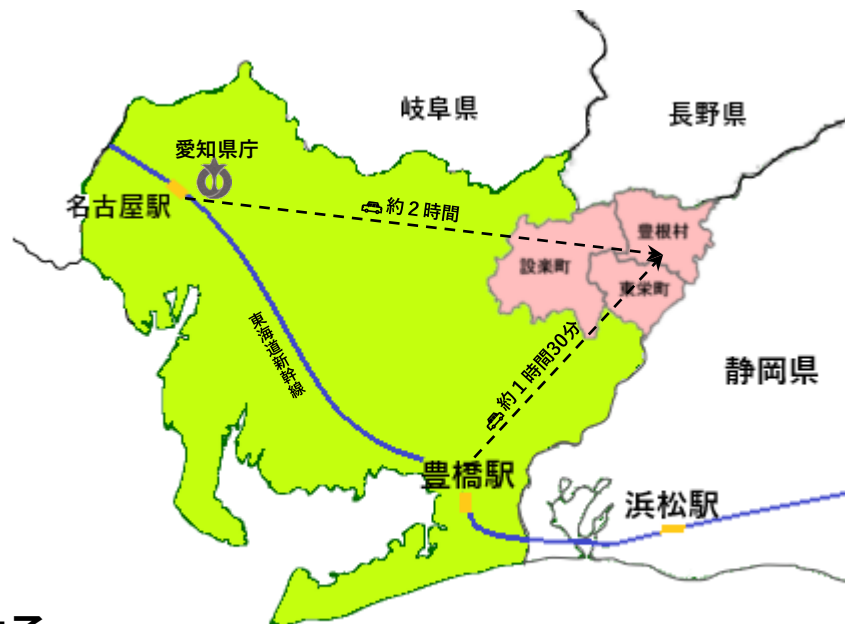 岐阜県
長野県
愛知県庁
名古屋駅
約２時間
豊根村
設楽町
東栄町
東海道新幹線
約１時間30分
静岡県
豊橋駅
浜松駅